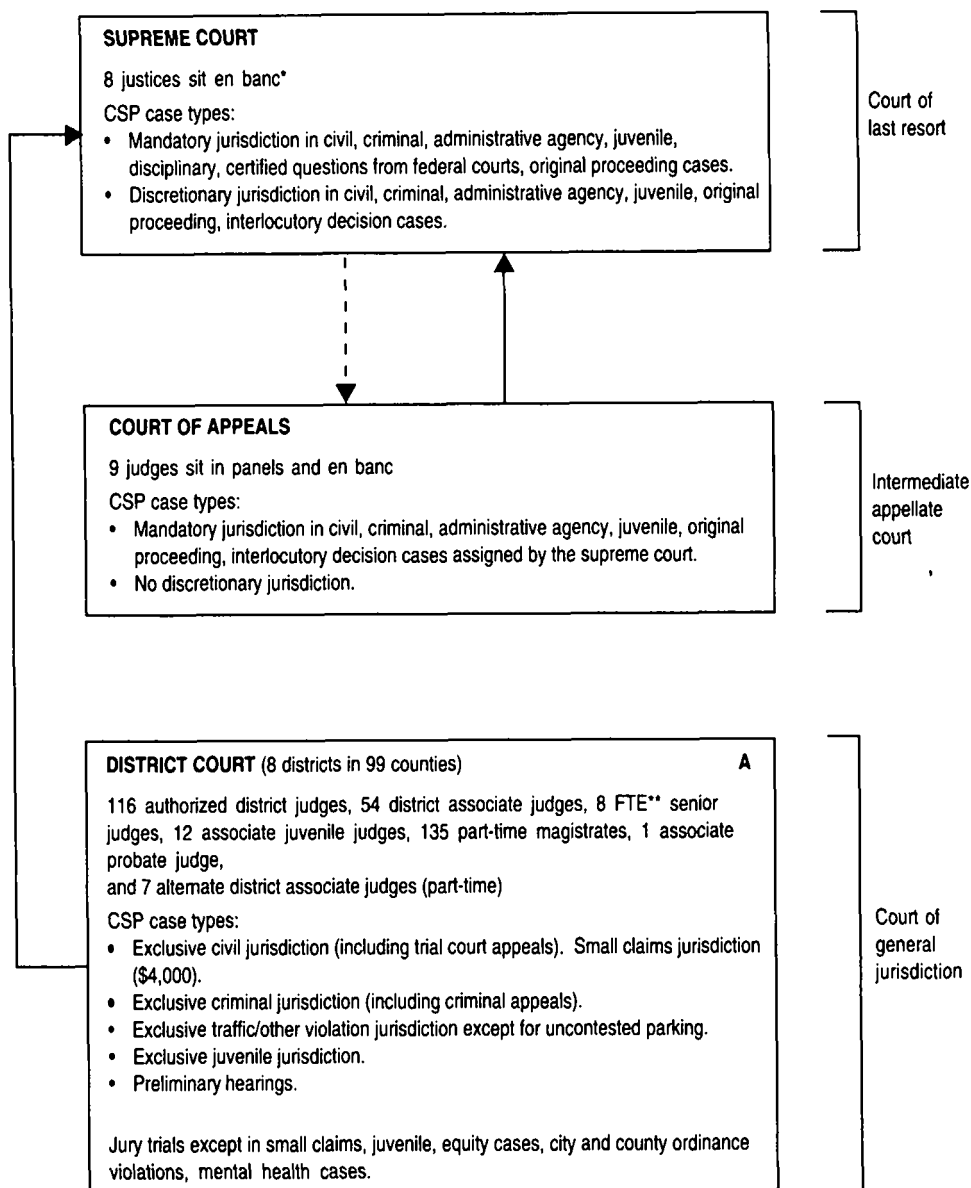 SUPREME COURT
8 justices sit en banc*
CSP case types:
• Mandatory jurisdiction in civil, criminal, administrative agency, juvenile,
disciplinary, certified questions from federal courts, original proceeding cases.
• Discretionary jurisdiction in civil, criminal, administrative agency, juvenile, original
proceeding, interlocutory decision cases.
Court of
last resort
COURT OF APPEALS
9 judges sit in panels and en banc
CSP case types:
• Mandatory jurisdiction in civil, criminal, administrative agency, juvenile, original
proceeding, interlocutory decision cases assigned by the supreme court.
• No discretionary jurisdiction.
Intermediate
appellate
court
DISTRICT COURT (8 districts in 99 counties) A
116 authorized district judges, 54 district associate judges, 8 FTE** senior
judges, 12 associate juvenile judges, 135 part-time magistrates, 1 associate
probate judge,
and 7 alternate district associate judges (part-time)
CSP case types:
• Exclusive civil jurisdiction (including trial court appeals). Small claims jurisdiction
($4,000).
• Exclusive criminal jurisdiction (including criminal appeals).
• Exclusive traffic/other violation jurisdiction except for uncontested parking.
• Exclusive juvenile jurisdiction.
• Preliminary hearings.
Jury trials except in small claims, juvenile, equity cases, city and county ordinance
violations, mental health cases.
Court of
general
jurisdiction